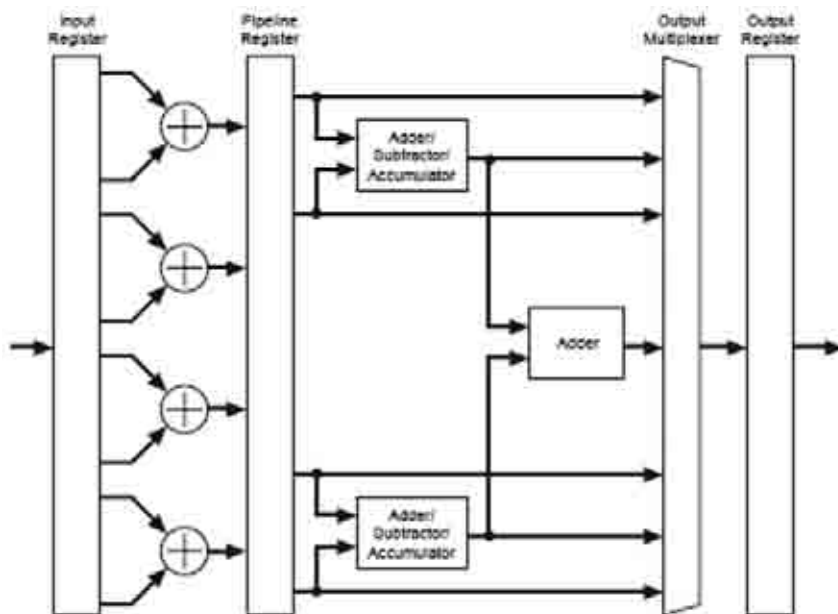 Input
Register
Pipeline
Register
Output
Multiplexer
Output
Register
Adder/
Subtractor/
Accumulator
Adder
Adder/
Subtractor/
Accumulator